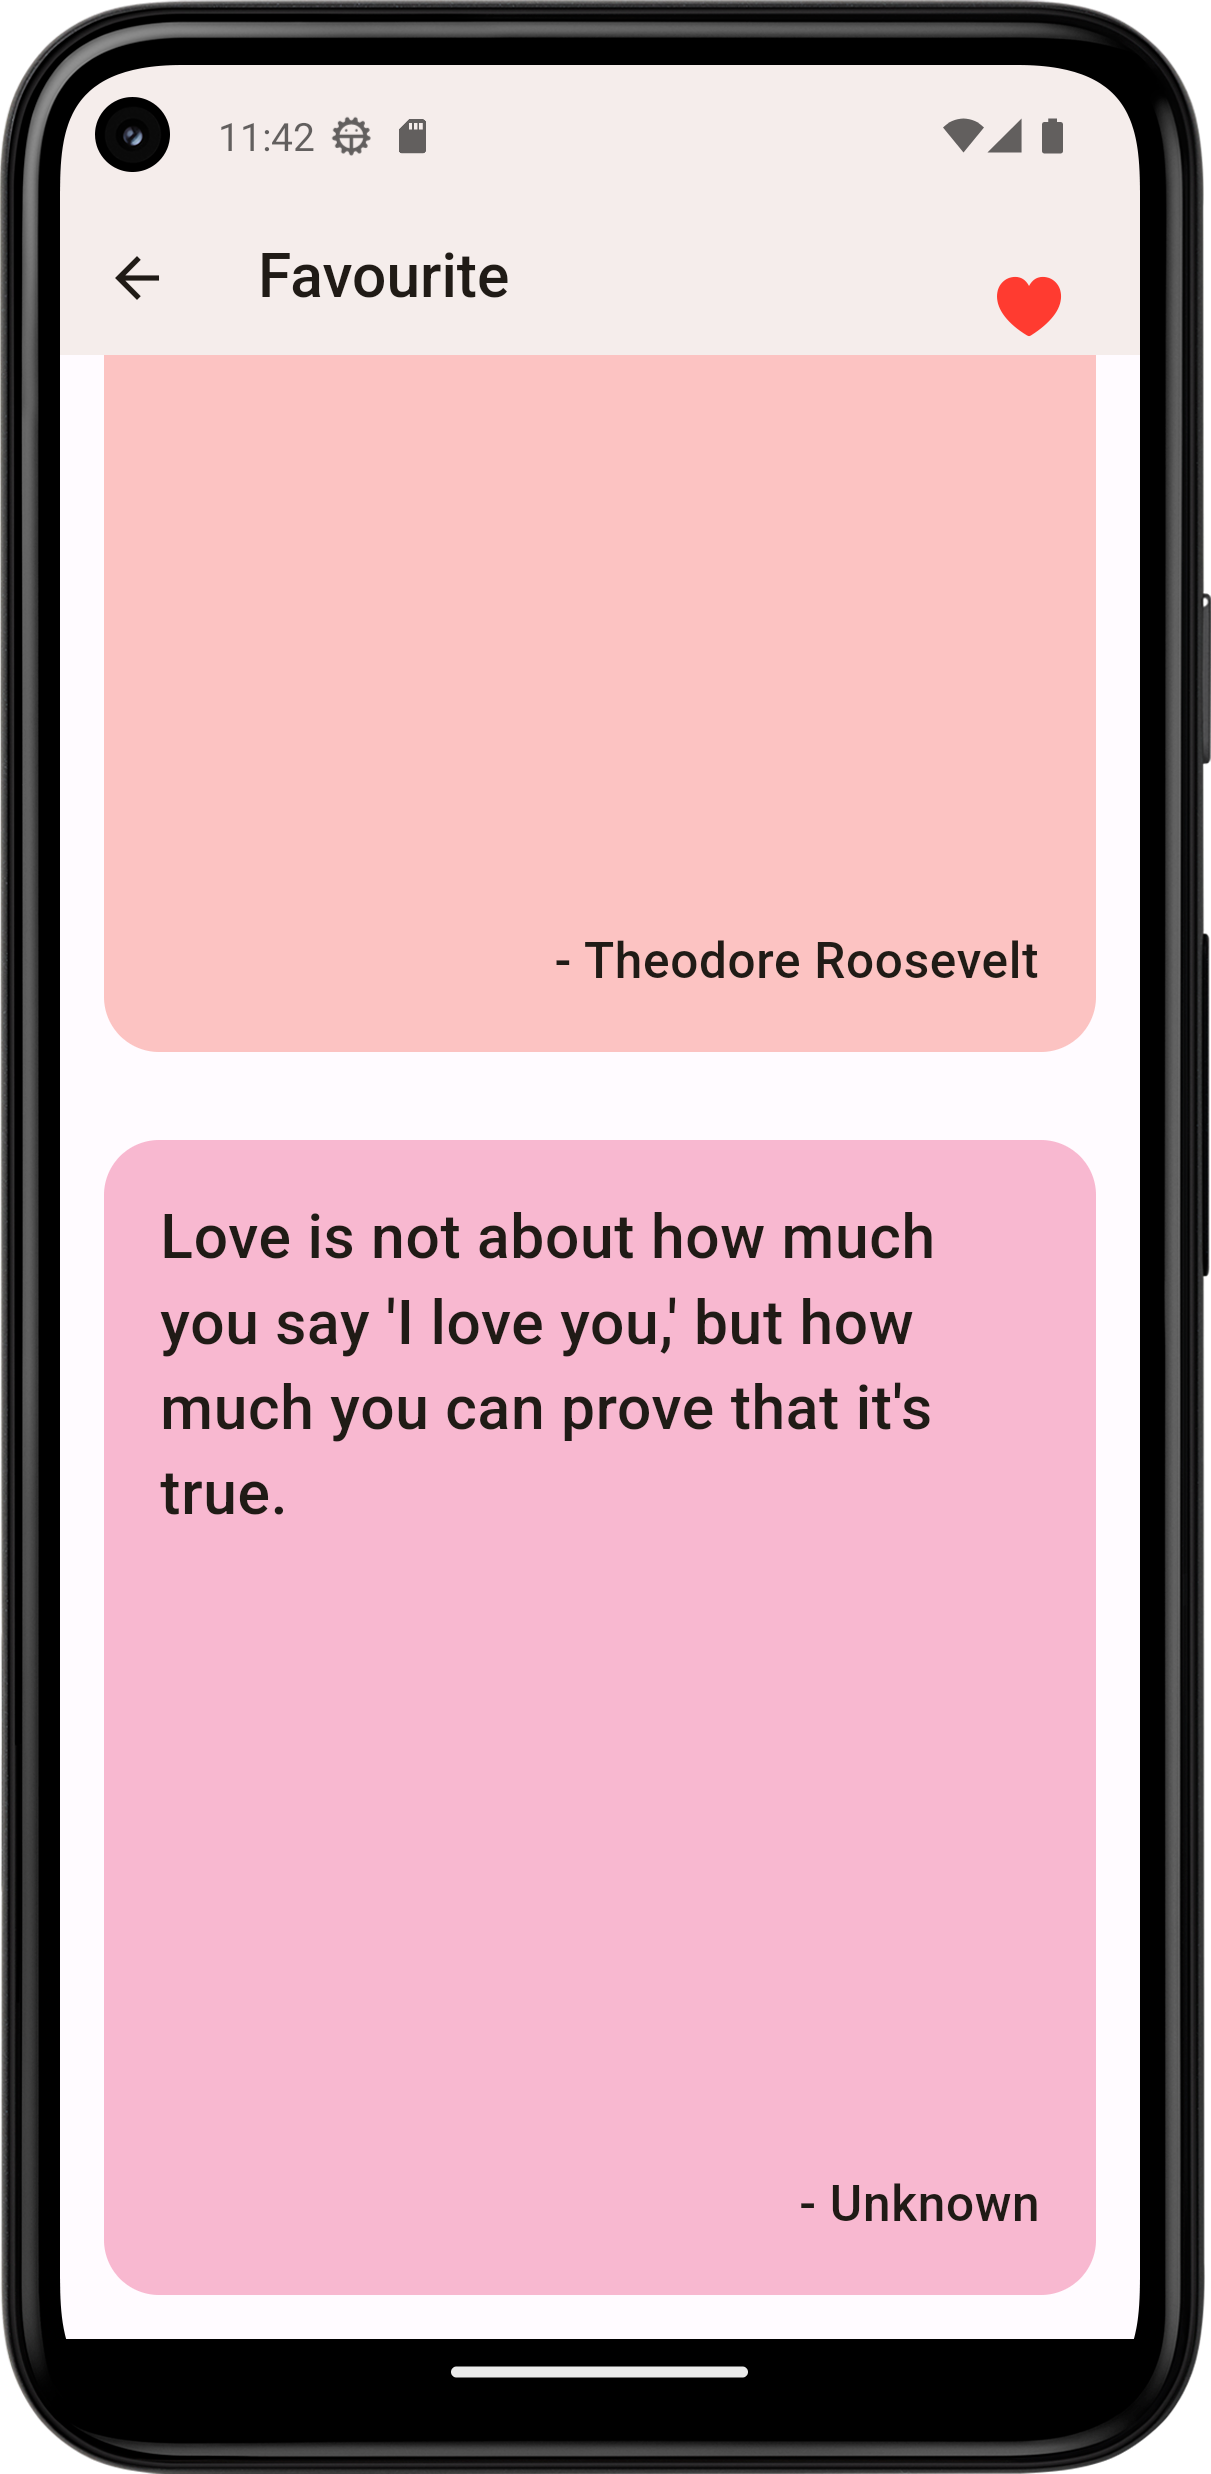 11:42
Favourite
- Theodore Roosevelt
Love is not about how much
you say 'I love you,' but how
much you can prove that it's
true.
- Unknown